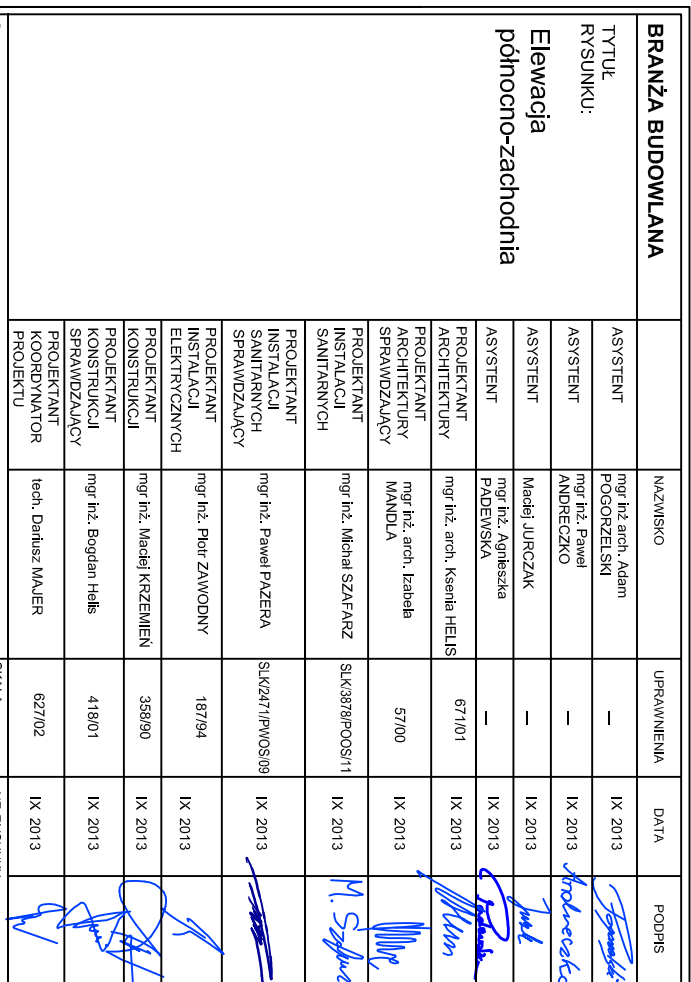 BRANŻA BUDOWLANA
NAZWISKO
UPRAWNIENIA
DATA
PODPIS
TYTUŁ
RYSUNKU:
Elewacja
północno-zachodnia
ASYSTENT
mgr inż arch. Adam
POGORZELSKI
—
IX 2013
ASYSTENT
mgr inż. Paweł
ANDRECZKO
—
IX 2013
Andreczko
ASYSTENT
Maciej JURCZAK
—
IX 2013
ASYSTENT
mgr inż. Agnieszka
PADEWSKA
—
IX 2013
PROJEKTANT
ARCHITEKTURY
mgr inż. arch. Ksenia HELIS
671/01
IX 2013
PROJEKTANT
ARCHITEKTURY
SPRAWDZAJĄCY
mgr inż. arch. Izabela
MANDLA
57/00
IX 2013
PROJEKTANT
INSTALACJI
SANITARNYCH
mgr inż. Michał SZAFARZ
SLK/3878/POOS/11
IX 2013
M. Szafarz
PROJEKTANT
INSTALACJI
SANITARNYCH
SPRAWDZAJĄCY
mgr inż. Paweł PAZERA
SLK/2471/PWOS/09
IX 2013
PROJEKTANT
INSTALACJI
ELEKTRYCZNYCH
mgr inż. Piotr ZAWODNY
187/94
IX 2013
PROJEKTANT
KONSTRUKCJI
mgr inż. Maciej KRZEMIEŃ
358/90
IX 2013
PROJEKTANT
KONSTRUKCJI
SPRAWDZAJĄCY
mgr inż. Bogdan Helis
418/01
IX 2013
PROJEKTANT
KOORDYNATOR
PROJEKTU
tech. Dariusz MAJER
627/02
IX 2013